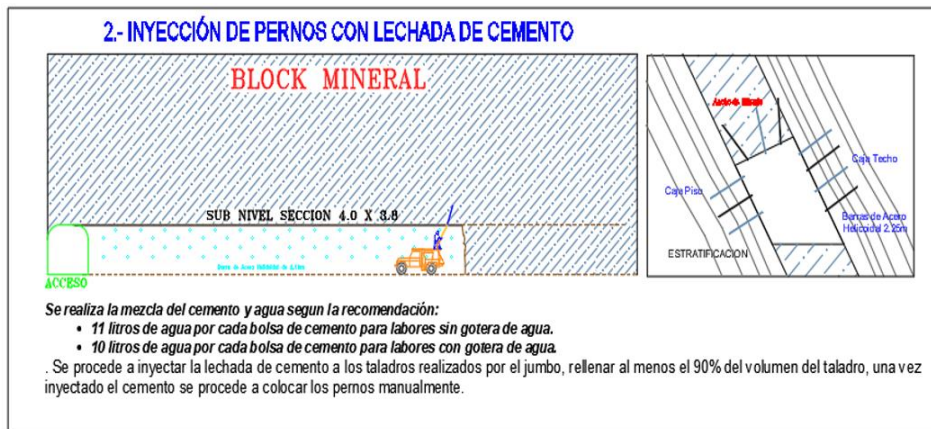 2.- INYECCIÓN DE PERNOS CON LECHADA DE CEMENTO
BLOCK MINERAL
SUB NIVEL SECCION 4.0 X 3.8
ACCESO
Caja Techo
Caja Piso
Barras de Acero
Helicoidal 2.25m
ESTRATIFICACION
Se realiza la mezcla del cemento y agua segun la recomendación:
• 11 litros de agua por cada bolsa de cemento para labores sin gotera de agua.
• 10 litros de agua por cada bolsa de cemento para labores con gotera de agua.
. Se procede a inyectar la lechada de cemento a los taladros realizados por el jumbo, rellenar al menos el 90% del volumen del taladro, una vez
inyectado el cemento se procede a colocar los pernos manualmente.